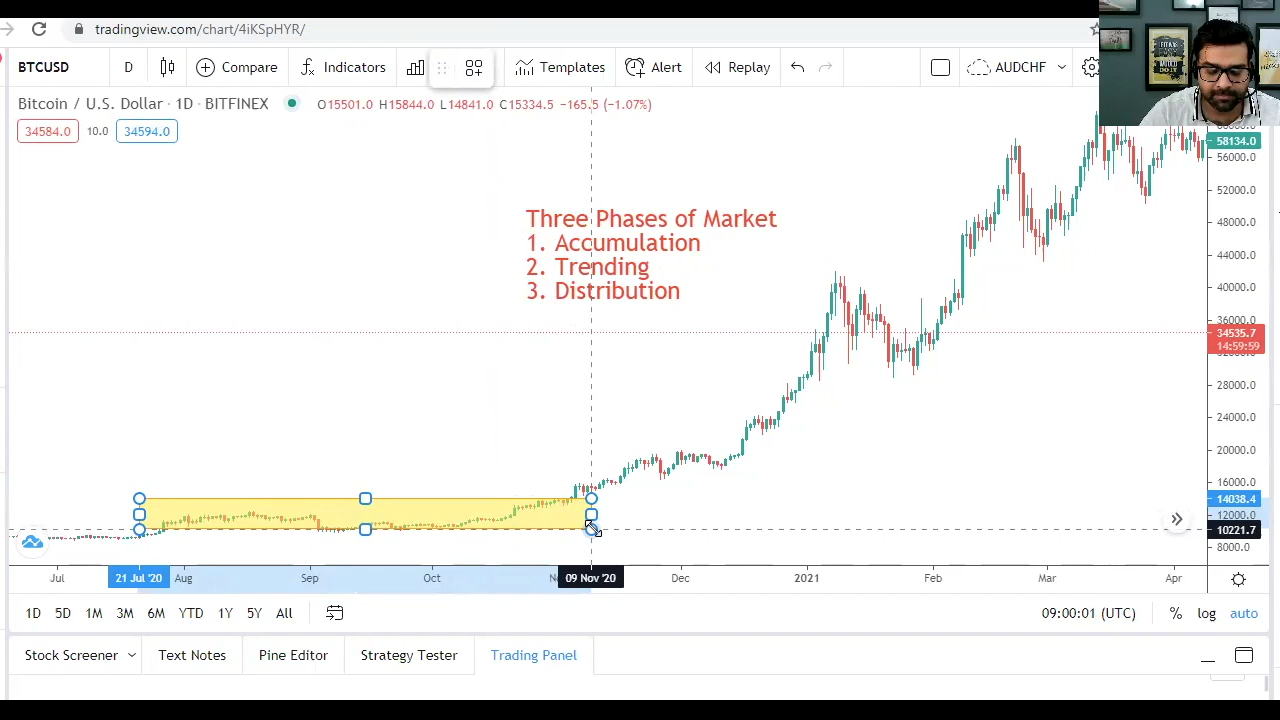 tradingview.com/chart/4iKSpHYR/
BTCUSD D Compare Indicators Templates Alert Replay AUDCHF
Bitcoin / U.S. Dollar · 1D · BITFINEX O15501.0 H15844.0 L14841.0 C15334.5 −165.5 (−1.07%)
34584.0 10.0 34594.0
58134.0
56000.0
52000.0
48000.0
44000.0
40000.0
36000.0
34535.7
14:59:59
28000.0
24000.0
20000.0
16000.0
14038.4
12000.0
10221.7
8000.0
Three Phases of Market
1. Accumulation
2. Trending
3. Distribution
Jul 21 Jul '20 Aug Sep Oct 09 Nov '20 Dec 2021 Feb Mar Apr
1D 5D 1M 3M 6M YTD 1Y 5Y All 09:00:01 (UTC) % log auto
Stock Screener Text Notes Pine Editor Strategy Tester Trading Panel